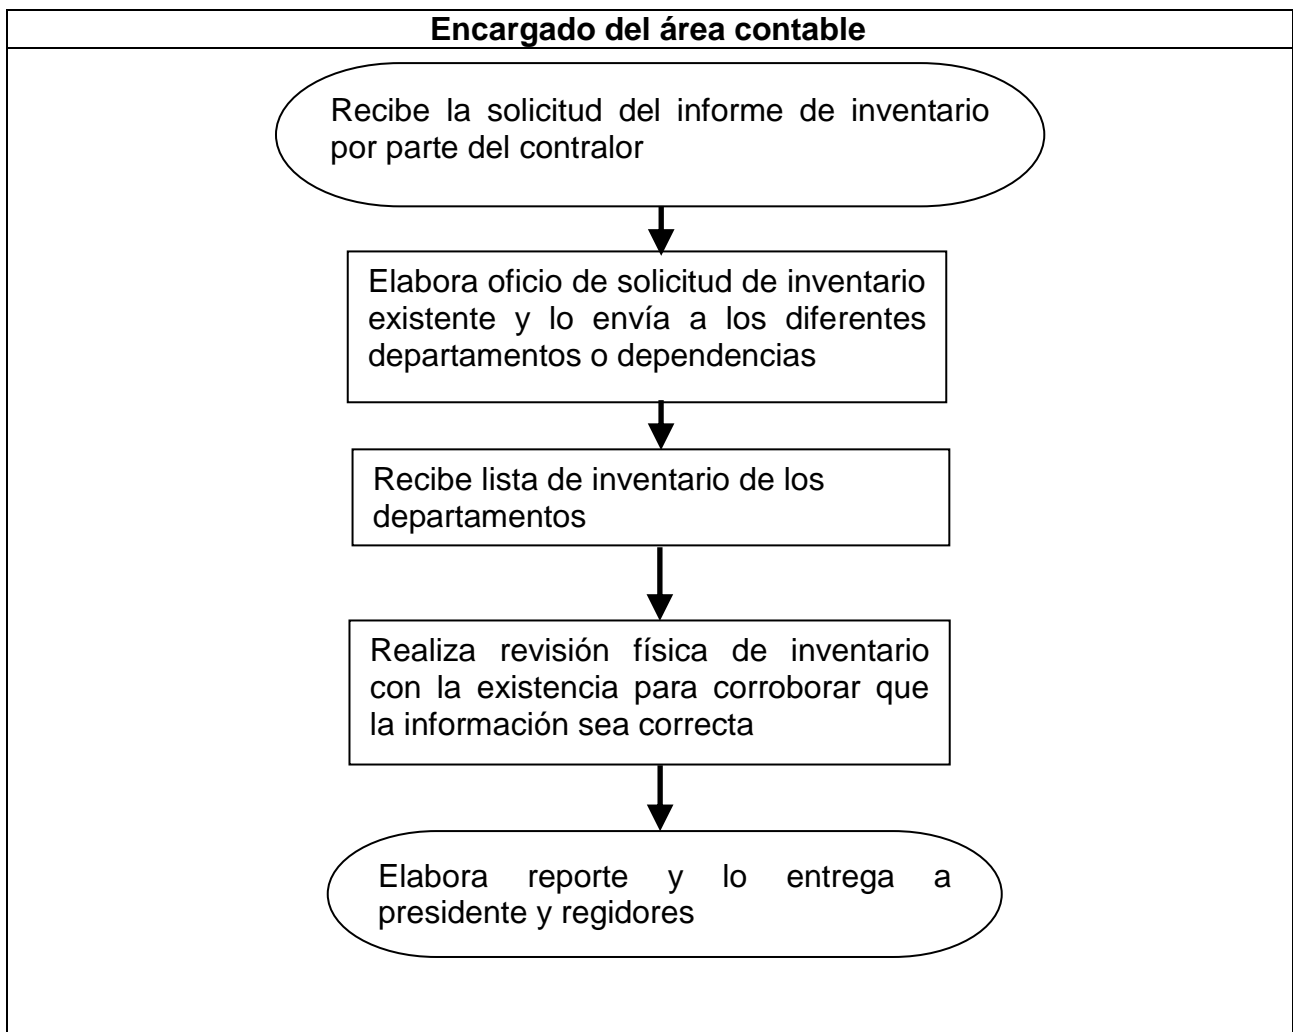 Encargado del área contable
Recibe la solicitud del informe de inventario
por parte del contralor
Elabora oficio de solicitud de inventario
existente y lo envía a los diferentes
departamentos o dependencias
Recibe lista de inventario de los
departamentos
Realiza revisión física de inventario
con la existencia para corroborar que
la información sea correcta
Elabora reporte y lo entrega a
presidente y regidores